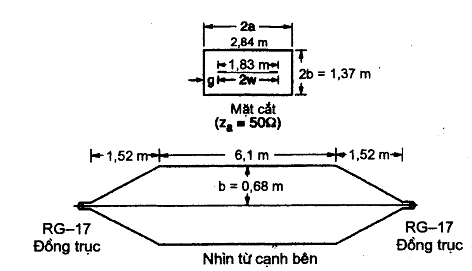 2a
2,84 m
1,83 m
g
2w
2b = 1,37 m
Mặt cắt
(zₐ = 50Ω)
1,52 m
6,1 m
1,52 m
b = 0,68 m
RG–17
Đồng trục
RG–17
Đồng trục
Nhìn từ cạnh bên